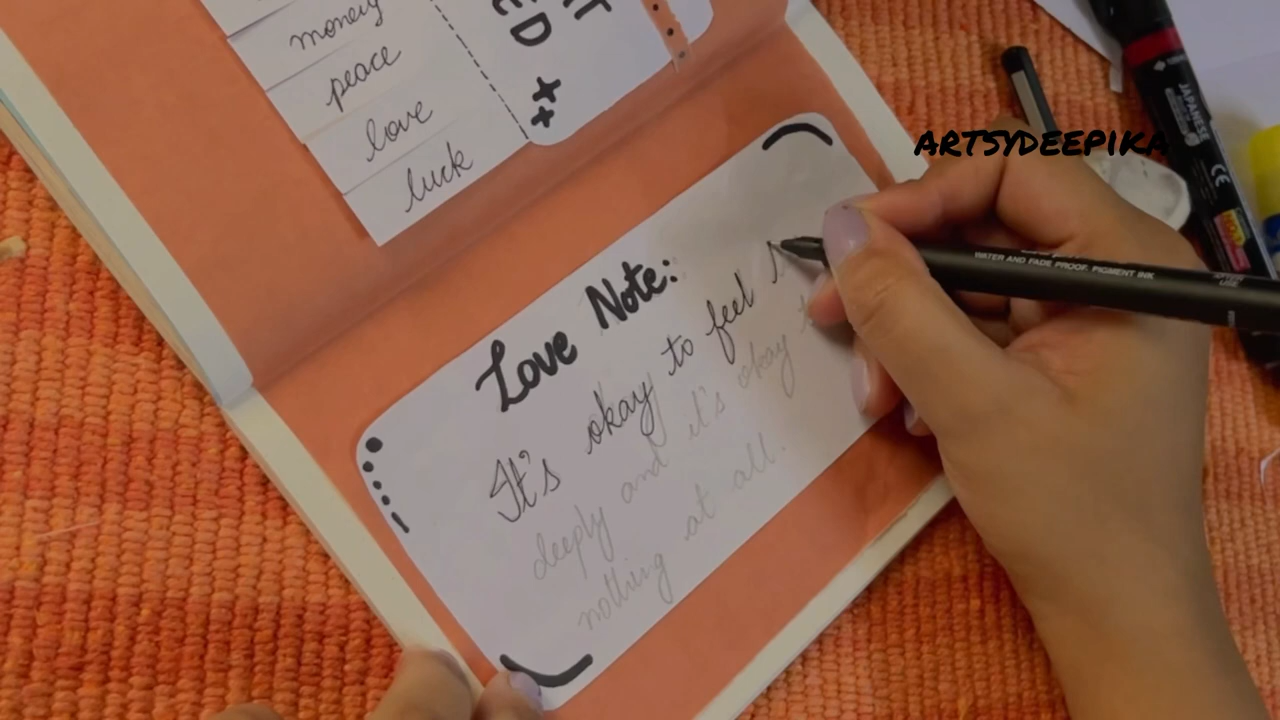 money
peace
love
luck
ED
ARTSYDEEPIKA
JAPANESE
WATER AND FADE PROOF, PIGMENT INK
Love Note:
It's okay to feel
deeply and it's okay
nothing at all.